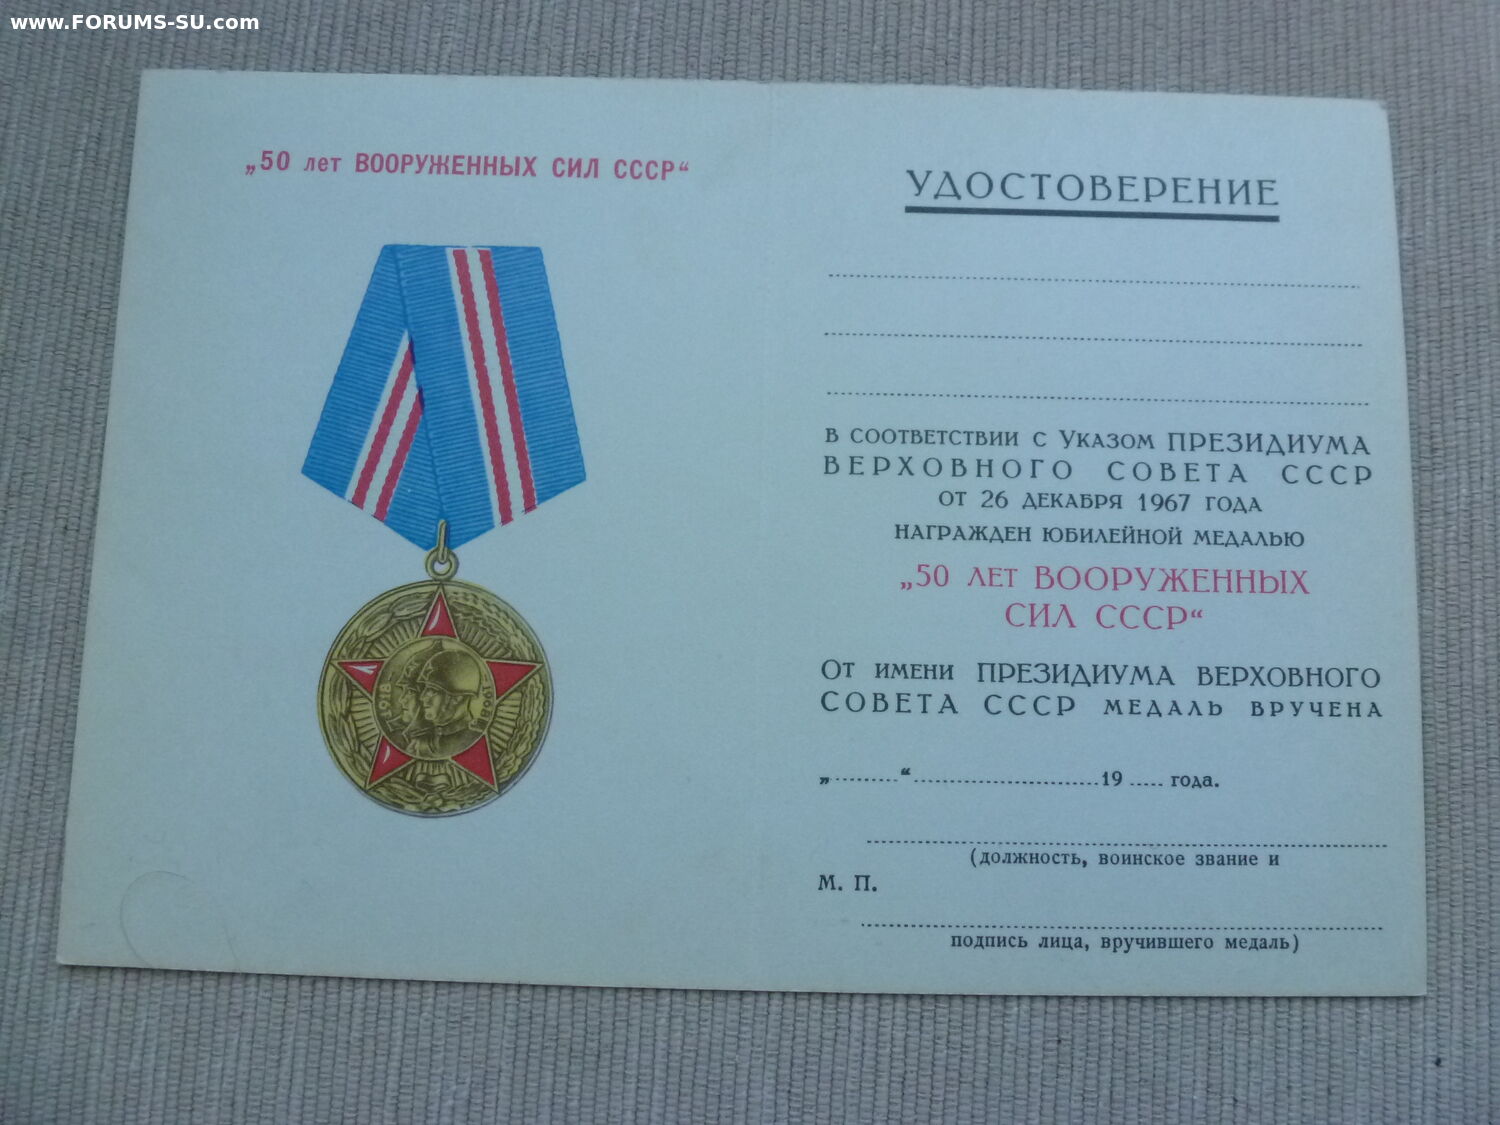 www.FORUMS-SU.com
„50 лет ВООРУЖЕННЫХ СИЛ СССР“
1918
1967
УДОСТОВЕРЕНИЕ
В СООТВЕТСТВИИ С УКАЗОМ ПРЕЗИДИУМА
ВЕРХОВНОГО СОВЕТА СССР
ОТ 26 ДЕКАБРЯ 1967 ГОДА
НАГРАЖДЕН ЮБИЛЕЙНОЙ МЕДАЛЬЮ
„50 ЛЕТ ВООРУЖЕННЫХ
СИЛ СССР“
ОТ ИМЕНИ ПРЕЗИДИУМА ВЕРХОВНОГО
СОВЕТА СССР МЕДАЛЬ ВРУЧЕНА
„..........“..............................19 ..... года.
(должность, воинское звание и
М. П.
подпись лица, вручившего медаль)